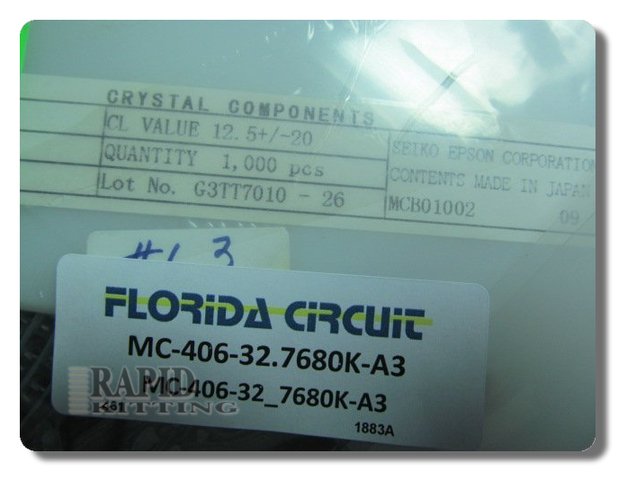 CRYSTAL COMPONENTS
CL VALUE 12.5+/-20
QUANTITY 1,000 pcs
Lot No. G3TT7010 - 26
SEIKO EPSON CORPORATION
CONTENTS MADE IN JAPAN
MCB01002 09
#1 3
FLORIDA CIRCUIT
MC-406-32.7680K-A3
MC-406-32_7680K-A3
RAPID
KITTING
1883A